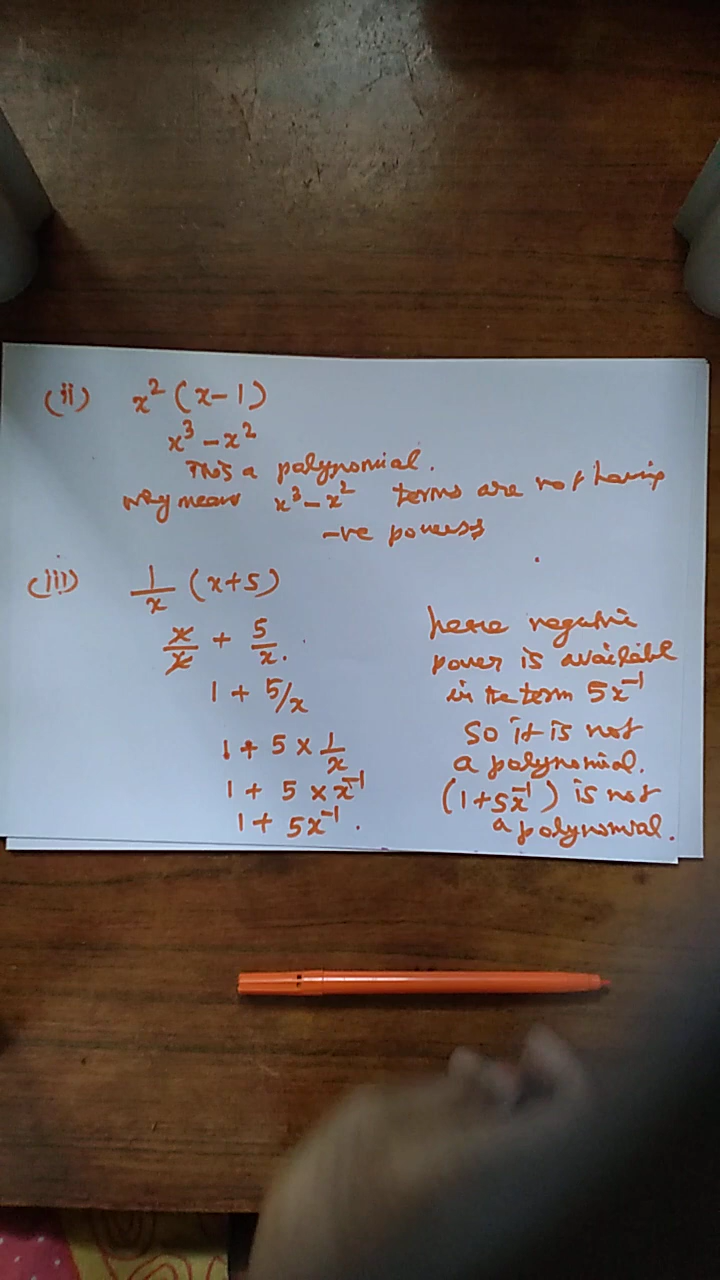 (ii) x² (x-1)
x³ - x²
This a polynomial.
why means x³ - x² terms are not having
-ve powers
(iii) 1/x (x+5)
x/x + 5/x.
1 + 5/x
1 + 5 × 1/x
1 + 5 × x⁻¹
1 + 5x⁻¹.
here negative
power is available
in the term 5x⁻¹
so it is not
a polynomial.
(1+5x⁻¹) is not
a polynomial.